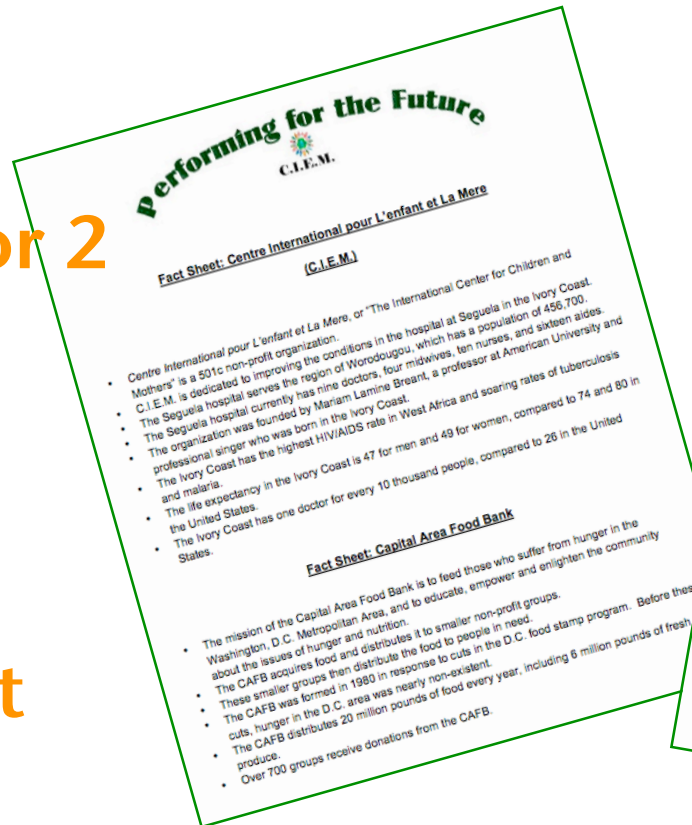 Performing for the Future
C.I.E.M.
or 2
Fact Sheet: Centre International pour L'enfant et La Mere
(C.I.E.M.)
• Centre International pour L'enfant et La Mere, or "The International Center for Children and
Mothers" is a 501c non-profit organization.
• C.I.E.M. is dedicated to improving the conditions in the hospital at Seguela in the Ivory Coast.
• The Seguela hospital serves the region of Worodougou, which has a population of 456,700.
• The Seguela hospital currently has nine doctors, four midwives, ten nurses, and sixteen aides.
• The organization was founded by Mariam Lamine Breant, a professor at American University and
professional singer who was born in the Ivory Coast.
• The Ivory Coast has the highest HIV/AIDS rate in West Africa and soaring rates of tuberculosis
and malaria.
• The life expectancy in the Ivory Coast is 47 for men and 49 for women, compared to 74 and 80 in
the United States.
• The Ivory Coast has one doctor for every 10 thousand people, compared to 26 in the United
States.
Fact Sheet: Capital Area Food Bank
• The mission of the Capital Area Food Bank is to feed those who suffer from hunger in the
Washington, D.C. Metropolitan Area, and to educate, empower and enlighten the community
about the issues of hunger and nutrition.
• The CAFB acquires food and distributes it to smaller non-profit groups.
• These smaller groups then distribute the food to people in need.
• The CAFB was formed in 1980 in response to cuts in the D.C. food stamp program. Before thes
cuts, hunger in the D.C. area was nearly non-existent.
• The CAFB distributes 20 million pounds of food every year, including 6 million pounds of fresh
produce.
• Over 700 groups receive donations from the CAFB.
t